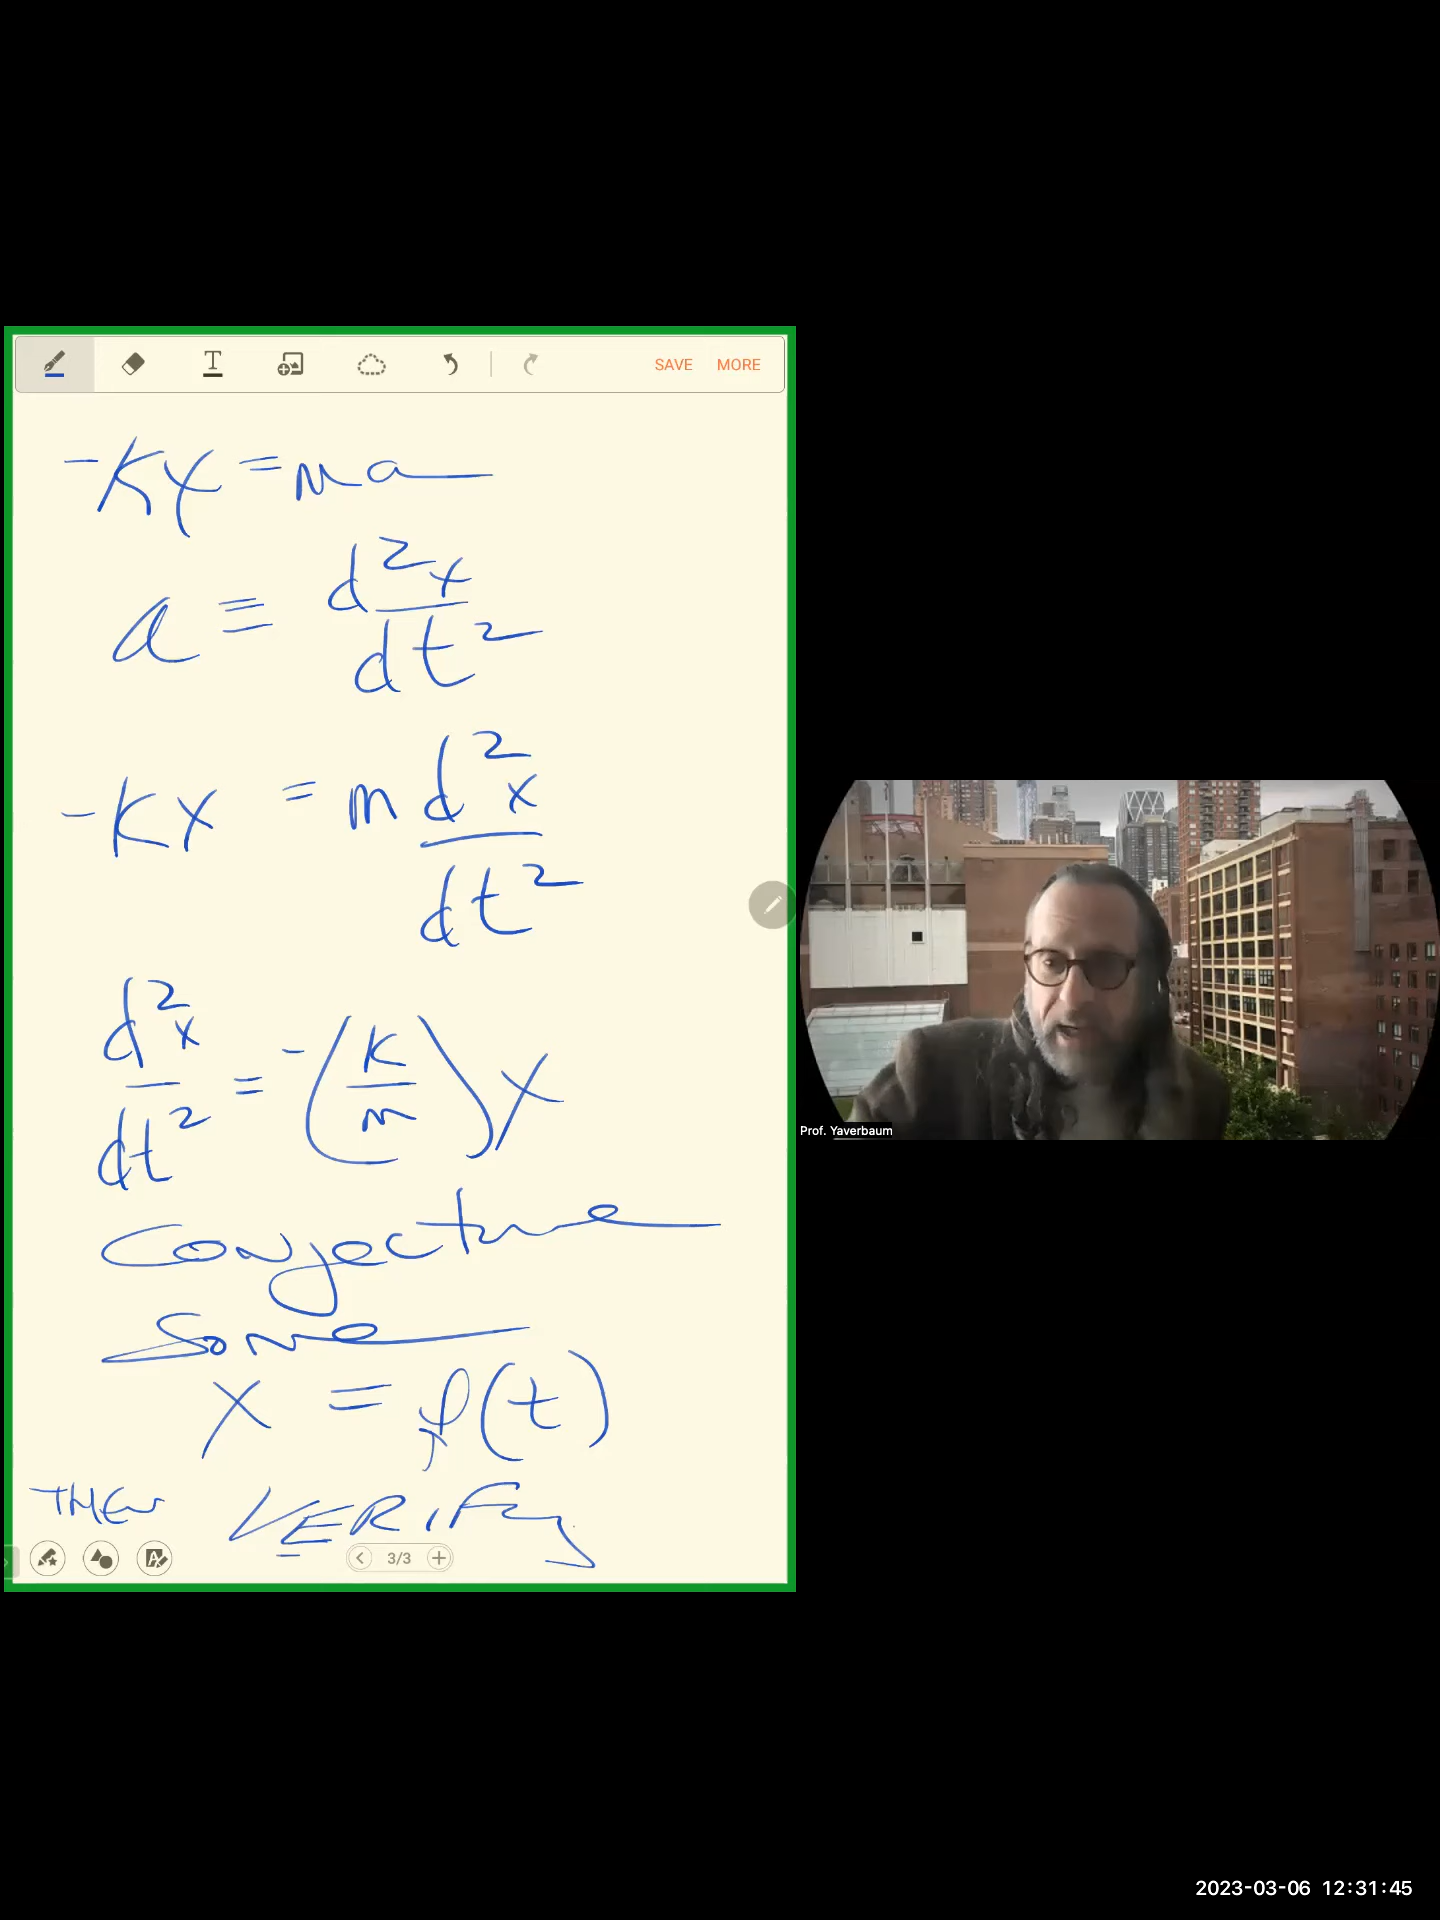 SAVE MORE
-Kx = ma
a ≡ d²x/dt²
-Kx = m d²x/dt²
d²x/dt² = -(K/m)x
Conjecture
Some
x = f(t)
THEN VERIFY
3/3
Prof. Yaverbaum
2023-03-06 12:31:45